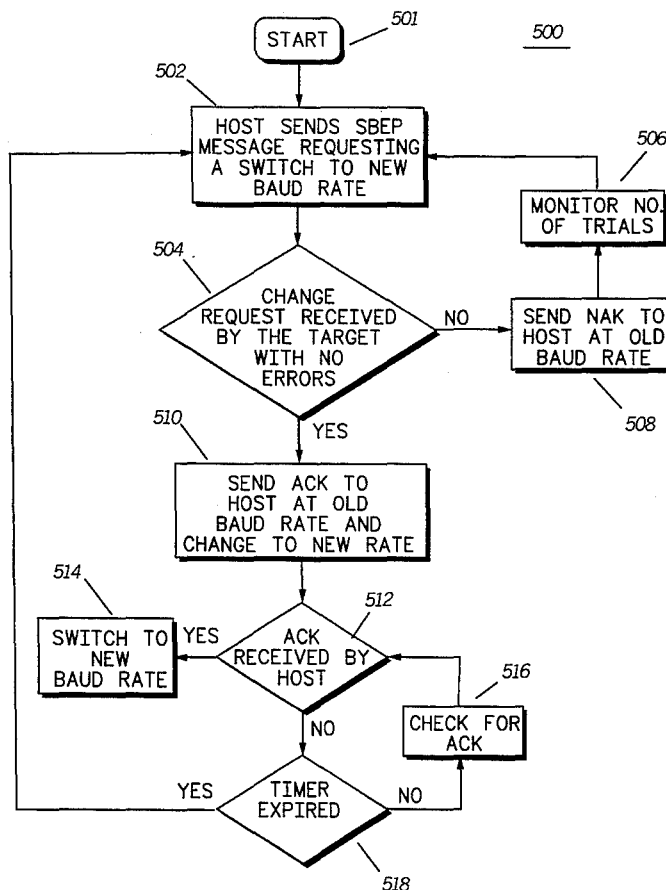 501
500
START
502
HOST SENDS SBEP
MESSAGE REQUESTING
A SWITCH TO NEW
BAUD RATE
506
MONITOR NO.
OF TRIALS
504
CHANGE
REQUEST RECEIVED
BY THE TARGET
WITH NO
ERRORS
NO
SEND NAK TO
HOST AT OLD
BAUD RATE
508
YES
510
SEND ACK TO
HOST AT OLD
BAUD RATE AND
CHANGE TO NEW RATE
514
512
SWITCH TO
NEW
BAUD RATE
YES
ACK
RECEIVED BY
HOST
516
CHECK FOR
ACK
NO
YES
TIMER
EXPIRED
NO
518